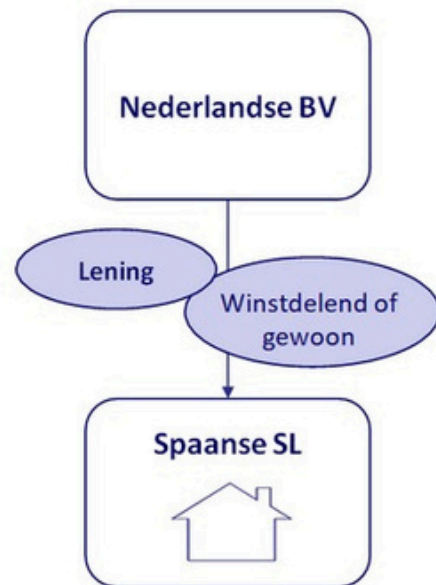 Nederlandse BV
Lening
Winstdelend of
gewoon
Spaanse SL